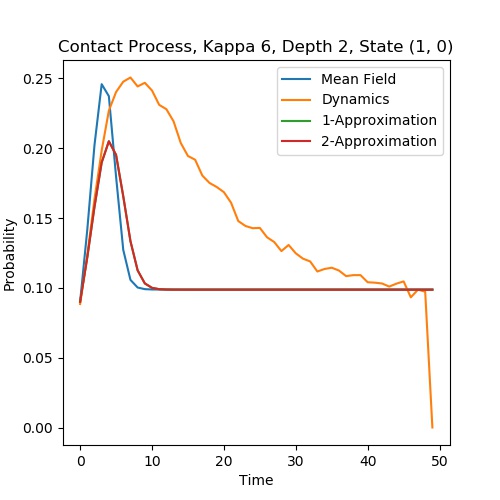 Contact Process, Kappa 6, Depth 2, State (1, 0)
Mean Field
Dynamics
1-Approximation
2-Approximation
Probability
0.25
0.20
0.15
0.10
0.05
0.00
0 10 20 30 40 50
Time